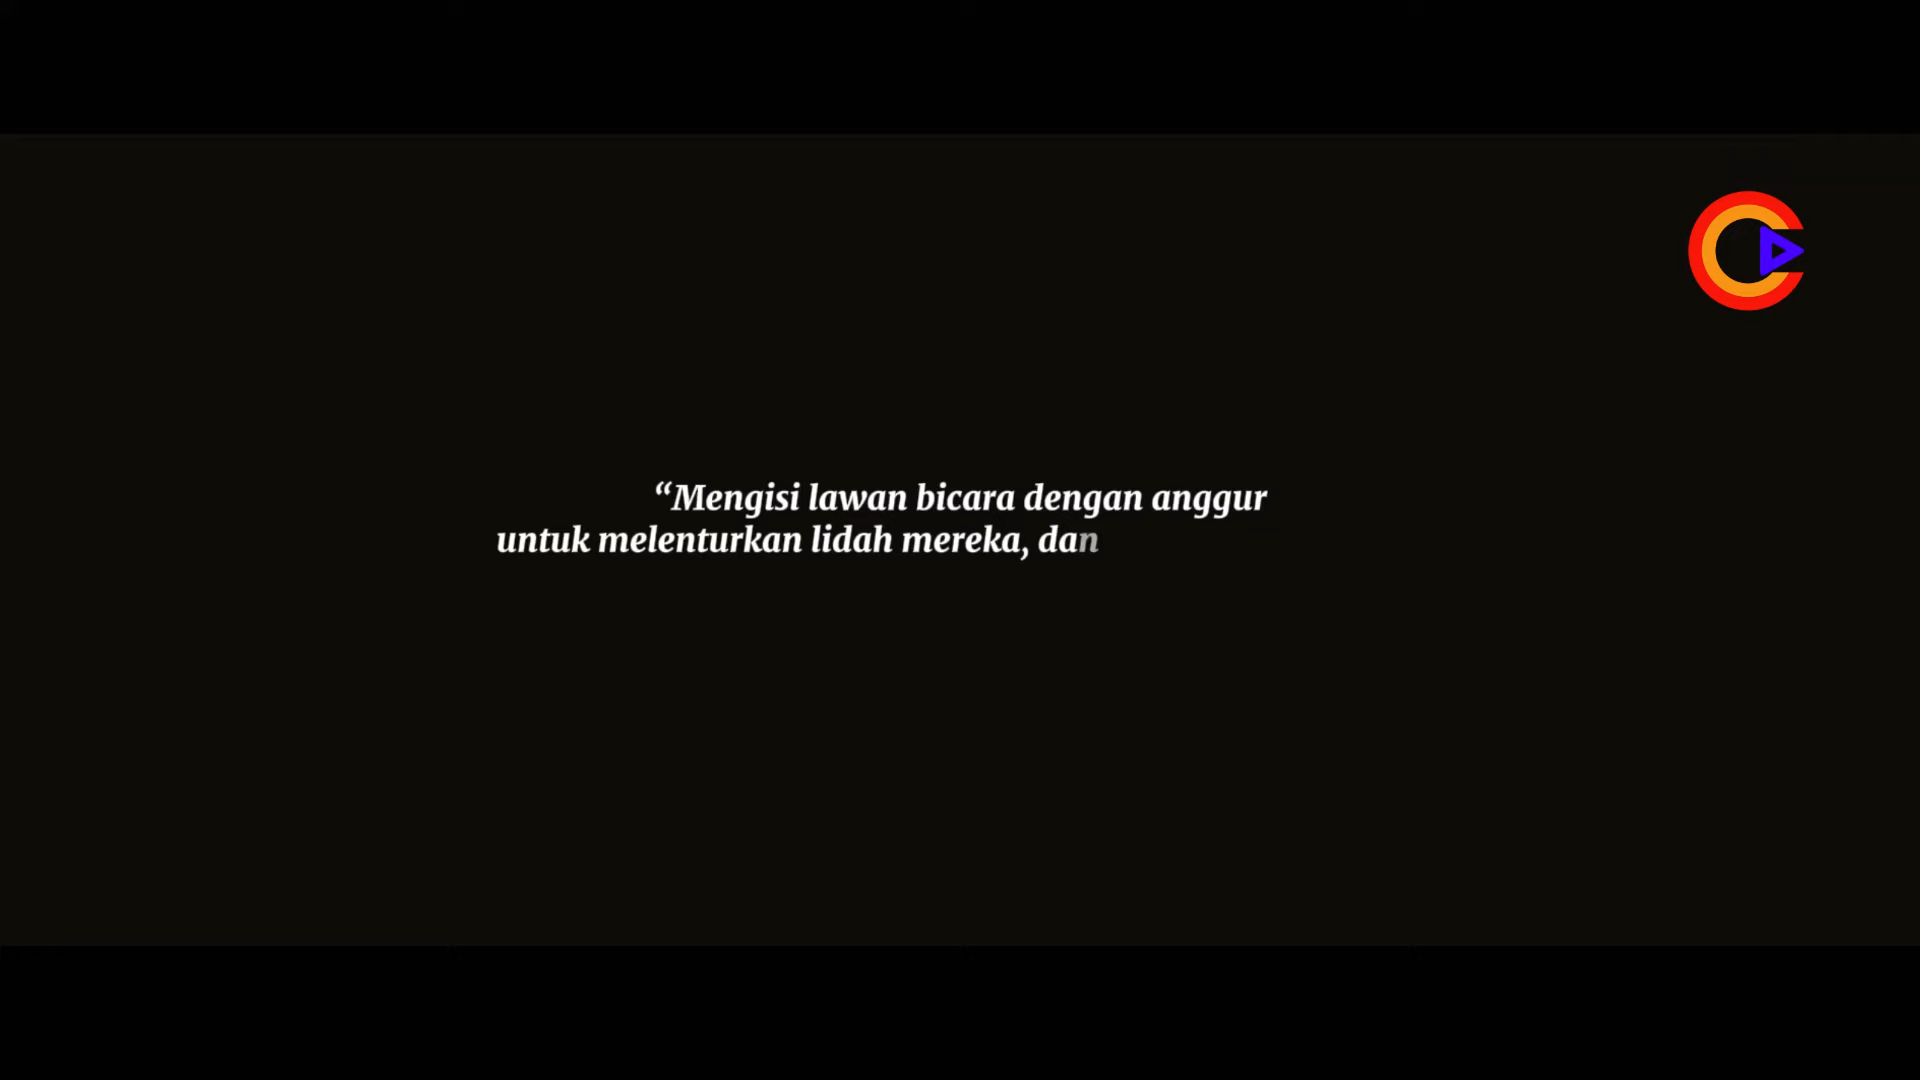 “Mengisi lawan bicara dengan anggur
untuk melenturkan lidah mereka, dan